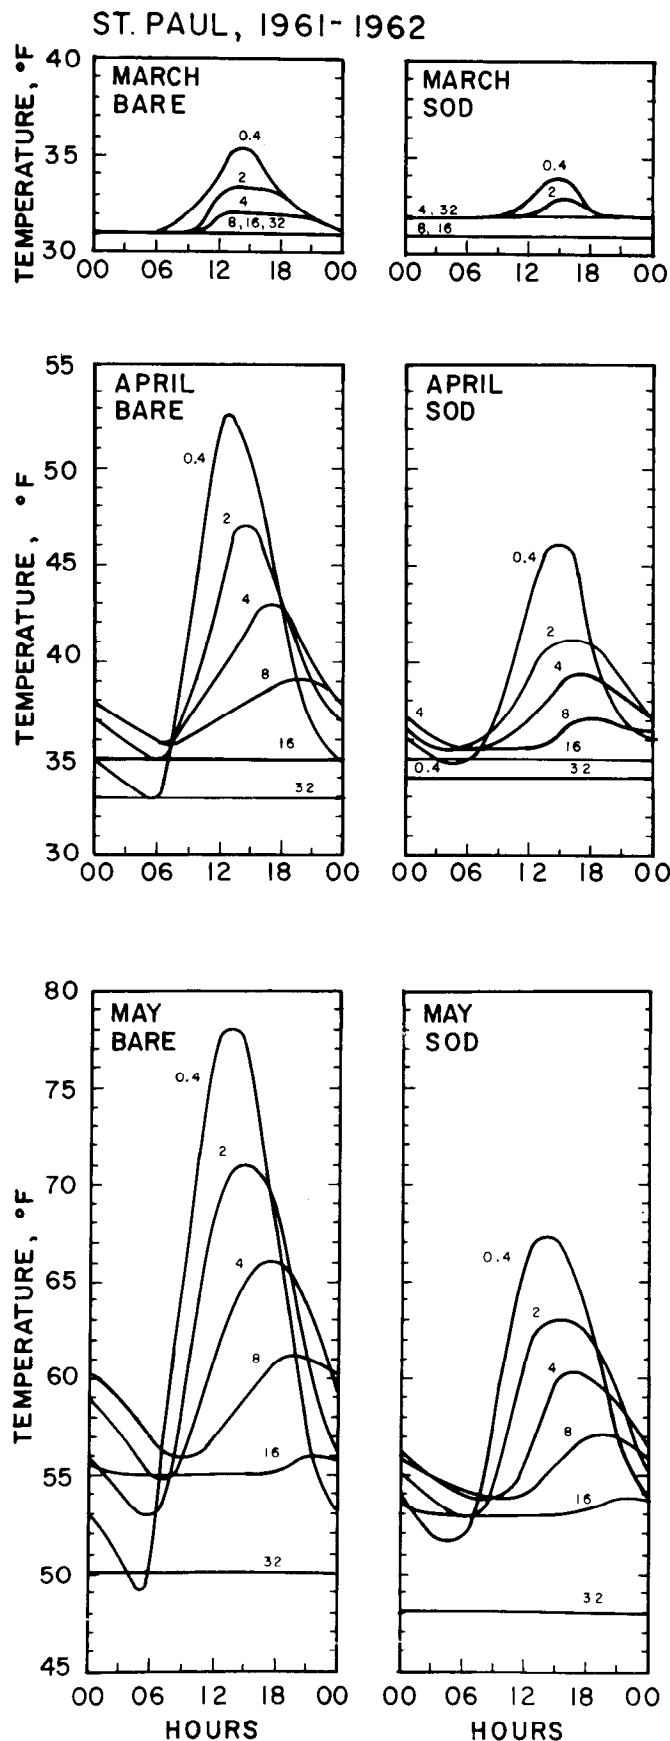 ST. PAUL, 1961-1962
TEMPERATURE, °F
40
35
30
MARCH
BARE
0.4
2
4
8, 16, 32
00 06 12 18 00
MARCH
SOD
0.4
2
4, 32
8, 16
00 06 12 18 00
TEMPERATURE, °F
55
50
45
40
35
30
APRIL
BARE
0.4
2
4
8
16
32
00 06 12 18 00
APRIL
SOD
0.4
2
4
4
8
16
0.4
32
00 06 12 18 00
TEMPERATURE, °F
80
75
70
65
60
55
50
45
MAY
BARE
0.4
2
4
8
16
32
00 06 12 18 00
HOURS
MAY
SOD
0.4
2
4
8
16
32
00 06 12 18 00
HOURS